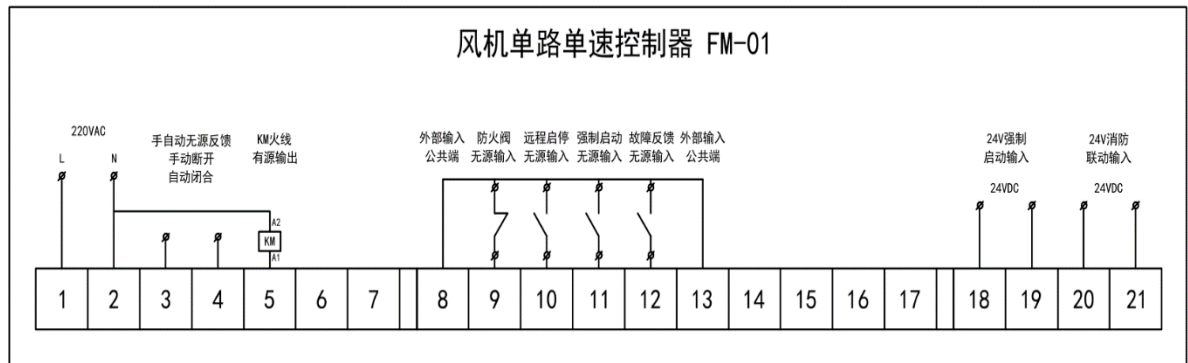 风机单路单速控制器 FM-01
220VAC
L
N
手自动无源反馈
手动断开
自动闭合
KM火线
有源输出
A2
KM
A1
外部输入
公共端
防火阀
无源输入
远程启停
无源输入
强制启动
无源输入
故障反馈
无源输入
外部输入
公共端
24V强制
启动输入
24VDC
24V消防
联动输入
24VDC
1 2 3 4 5 6 7 8 9 10 11 12 13 14 15 16 17 18 19 20 21